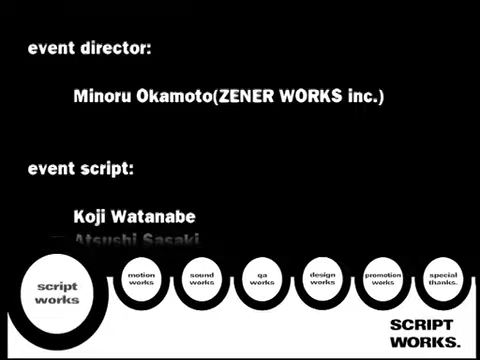 event director:
Minoru Okamoto(ZENER WORKS inc.)
event script:
Koji Watanabe
Atsushi Sasaki
script
works
motion
works
sound
works
qa
works
design
works
promotion
works
special
thanks.
SCRIPT
WORKS.